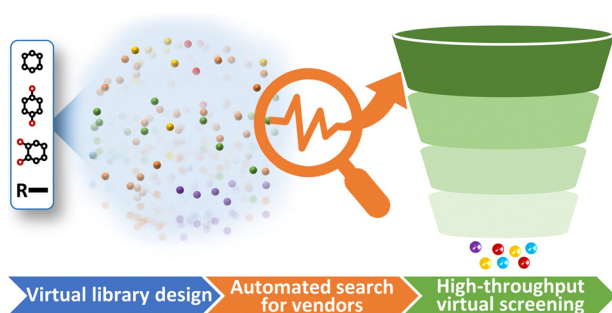 R
Virtual library design
Automated search
for vendors
High-throughput
virtual screening